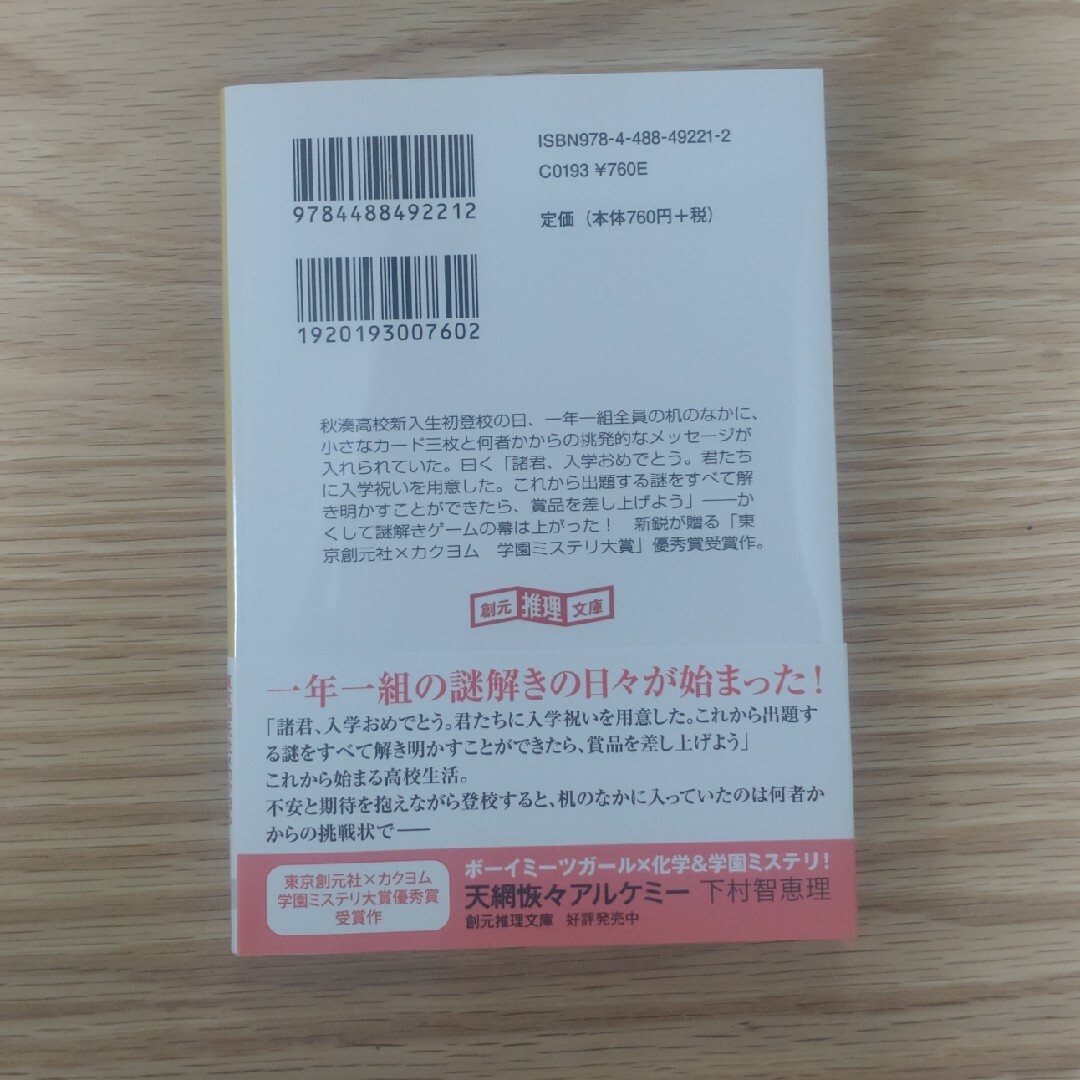 ISBN978-4-488-49221-2
C0193 ¥760E
定価（本体760円＋税）
9784488492212
1920193007602
秋湊高校新入生初登校の日、一年一組全員の机のなかに、
小さなカード三枚と何者かからの挑発的なメッセージが
入れられていた。曰く「諸君、入学おめでとう。君たち
に入学祝いを用意した。これから出題する謎をすべて解
き明かすことができたら、賞品を差し上げよう」――か
くして謎解きゲームの幕は上がった！　新鋭が贈る「東
京創元社×カクヨム　学園ミステリ大賞」優秀賞受賞作。
創元推理文庫
一年一組の謎解きの日々が始まった！
「諸君、入学おめでとう。君たちに入学祝いを用意した。これから出題す
る謎をすべて解き明かすことができたら、賞品を差し上げよう」
これから始まる高校生活。
不安と期待を抱えながら登校すると、机のなかに入っていたのは何者か
からの挑戦状で――
東京創元社×カクヨム
学園ミステリ大賞優秀賞
受賞作
ボーイミーツガール×化学&学園ミステリ！
天網恢々アルケミー 下村智恵理
創元推理文庫　好評発売中